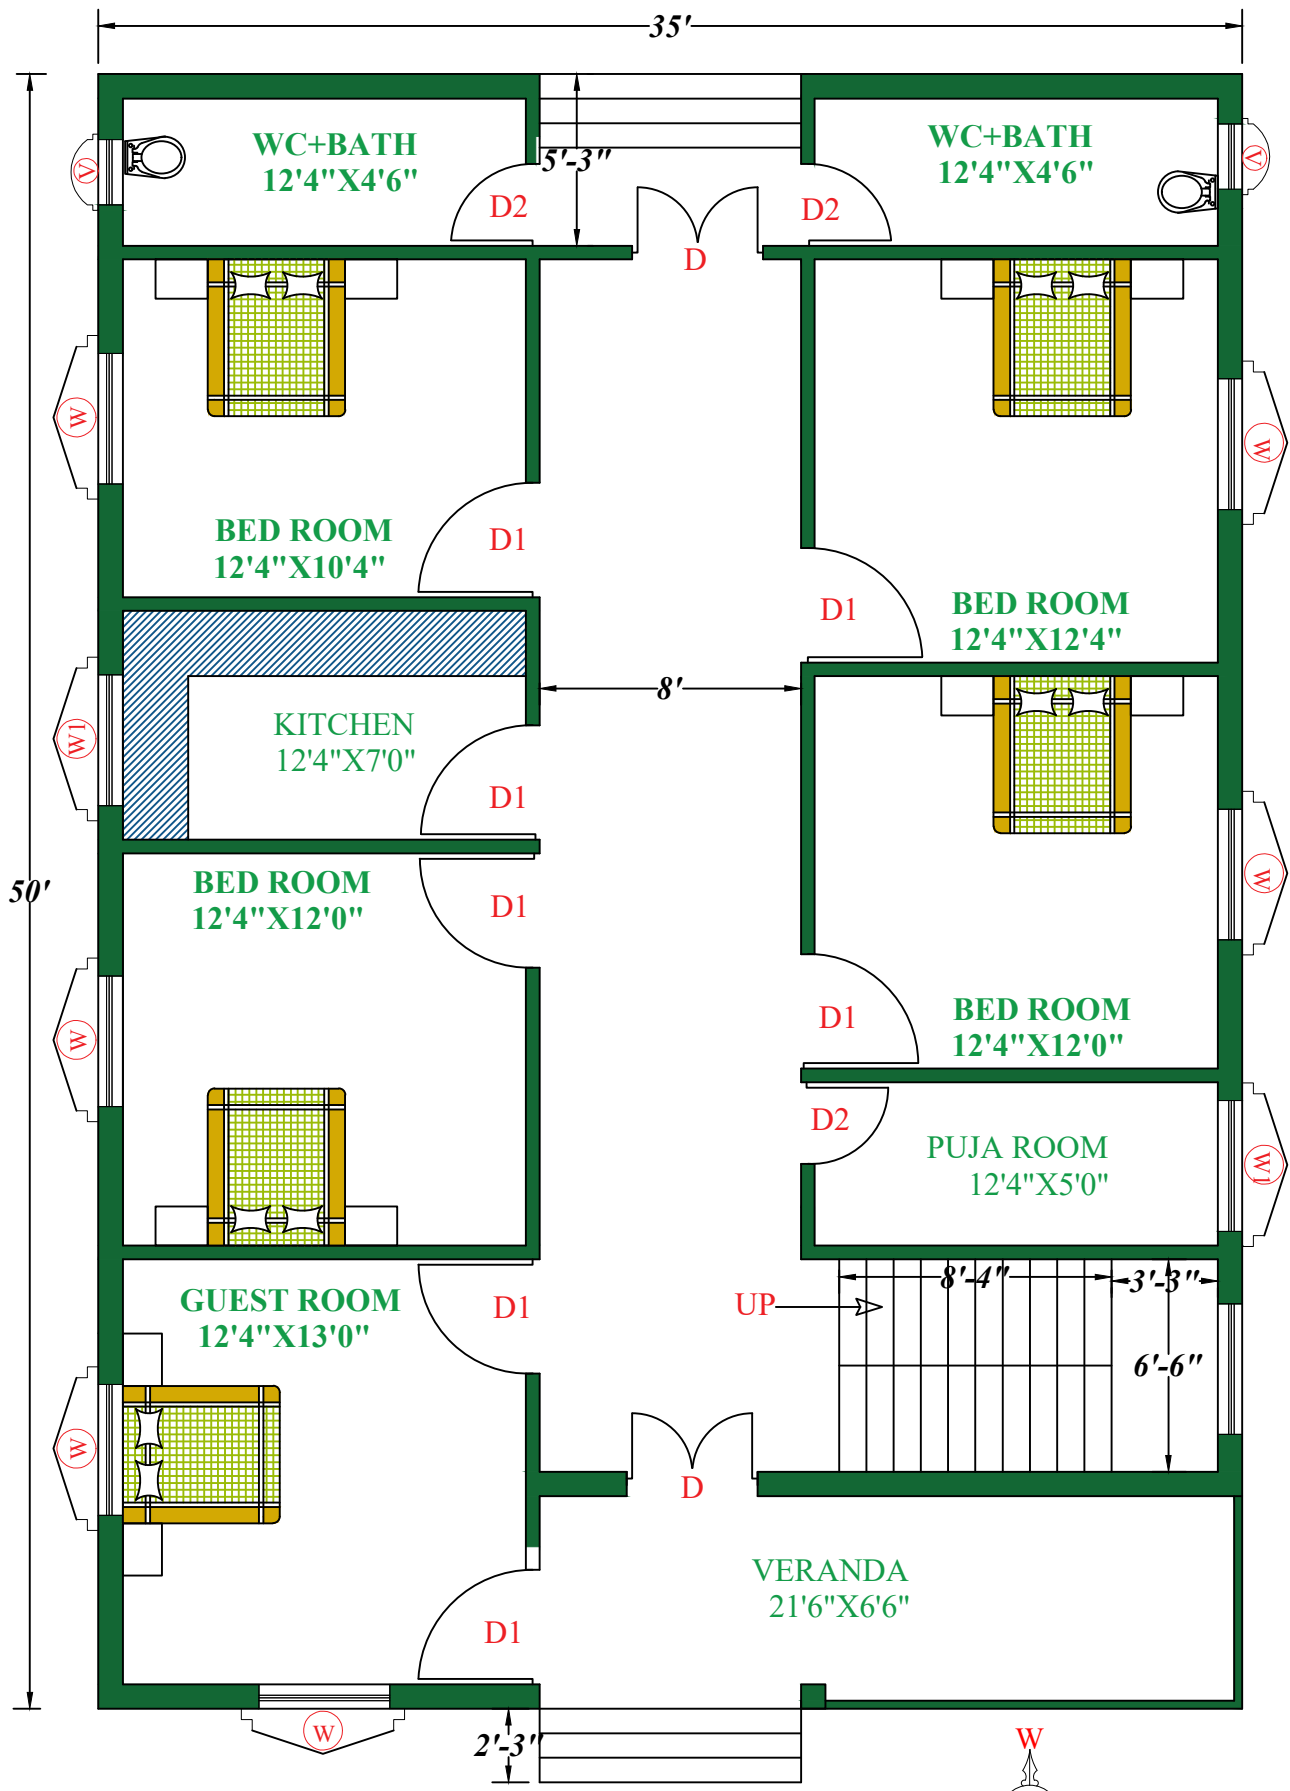 35'
WC+BATH
12'4"X4'6"
5'-3"
WC+BATH
12'4"X4'6"
V
V
D2
D2
D
W
W
BED ROOM
12'4"X10'4"
D1
D1
BED ROOM
12'4"X12'4"
8'
KITCHEN
12'4"X7'0"
W1
D1
50'
BED ROOM
12'4"X12'0"
D1
W
W
D1
BED ROOM
12'4"X12'0"
D2
PUJA ROOM
12'4"X5'0"
W1
GUEST ROOM
12'4"X13'0"
D1
UP
8'-4"
3'-3"
6'-6"
W
D
VERANDA
21'6"X6'6"
D1
W
2'-3"
W